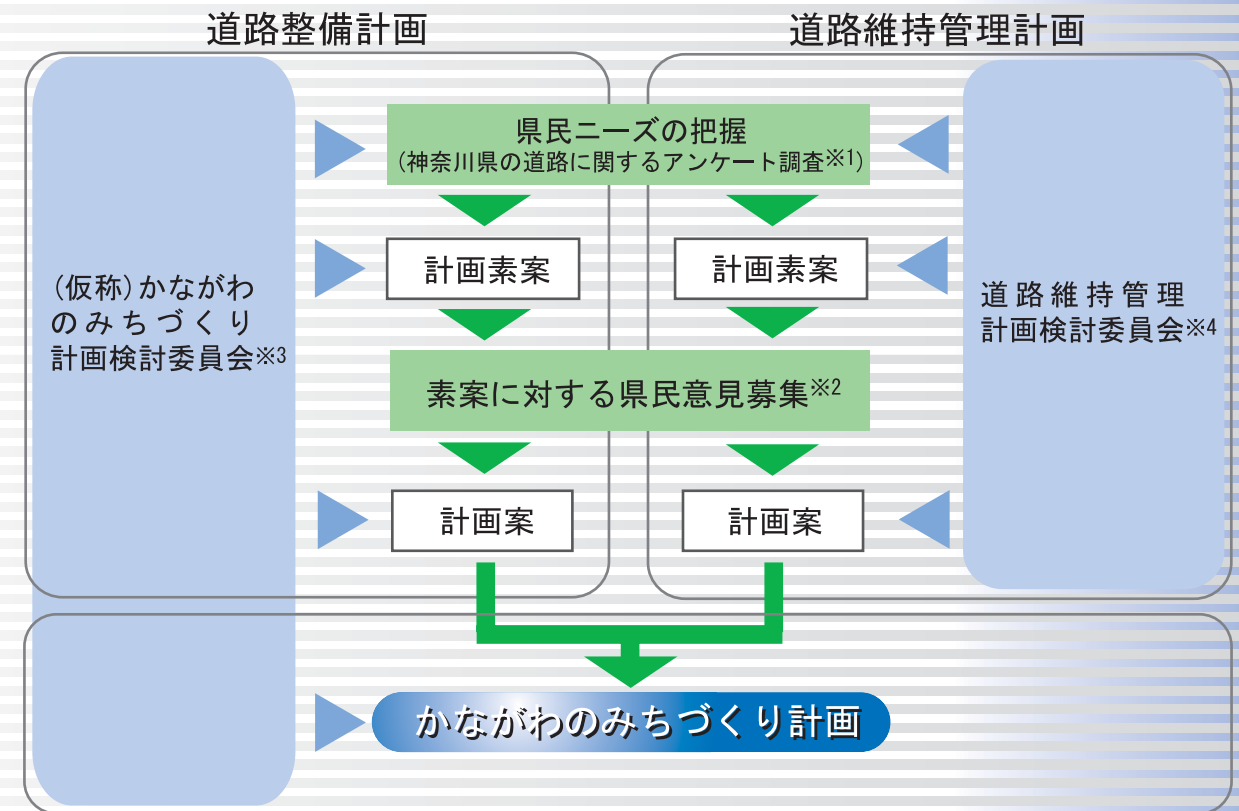 道路整備計画
道路維持管理計画
県民ニーズの把握
(神奈川県の道路に関するアンケート調査※1)
計画素案
計画素案
(仮称)かながわ
のみちづくり
計画検討委員会※3
道路維持管理
計画検討委員会※4
素案に対する県民意見募集※2
計画案
計画案
かながわのみちづくり計画